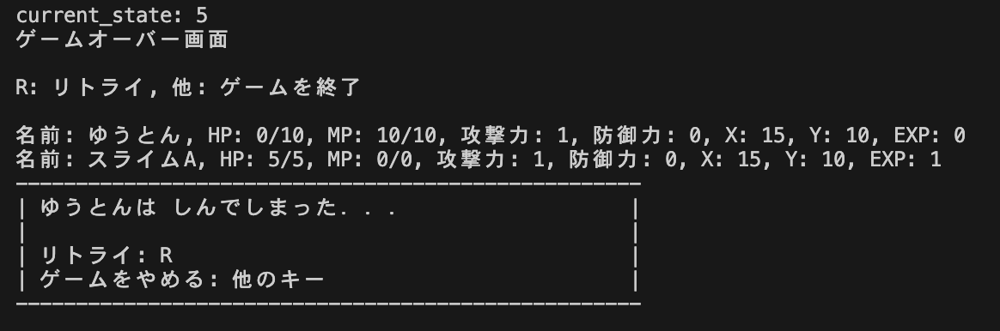 current_state: 5
ゲームオーバー画面
R: リトライ, 他: ゲームを終了
名前: ゆうとん, HP: 0/10, MP: 10/10, 攻撃力: 1, 防御力: 0, X: 15, Y: 10, EXP: 0
名前: スライムA, HP: 5/5, MP: 0/0, 攻撃力: 1, 防御力: 0, X: 15, Y: 10, EXP: 1
----------------------------------------------------
| ゆうとんは しんでしまった. . . |
| |
| リトライ: R |
| ゲームをやめる: 他のキー |
----------------------------------------------------